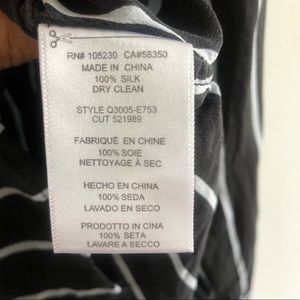 RN# 105230 CA#58350
MADE IN CHINA
100% SILK
DRY CLEAN
STYLE Q3005-E753
CUT 521989
FABRIQUÉ EN CHINE
100% SOIE
NETTOYAGE À SEC
HECHO EN CHINA
100% SEDA
LAVADO EN SECO
PRODOTTO IN CINA
100% SETA
LAVARE A SECCO